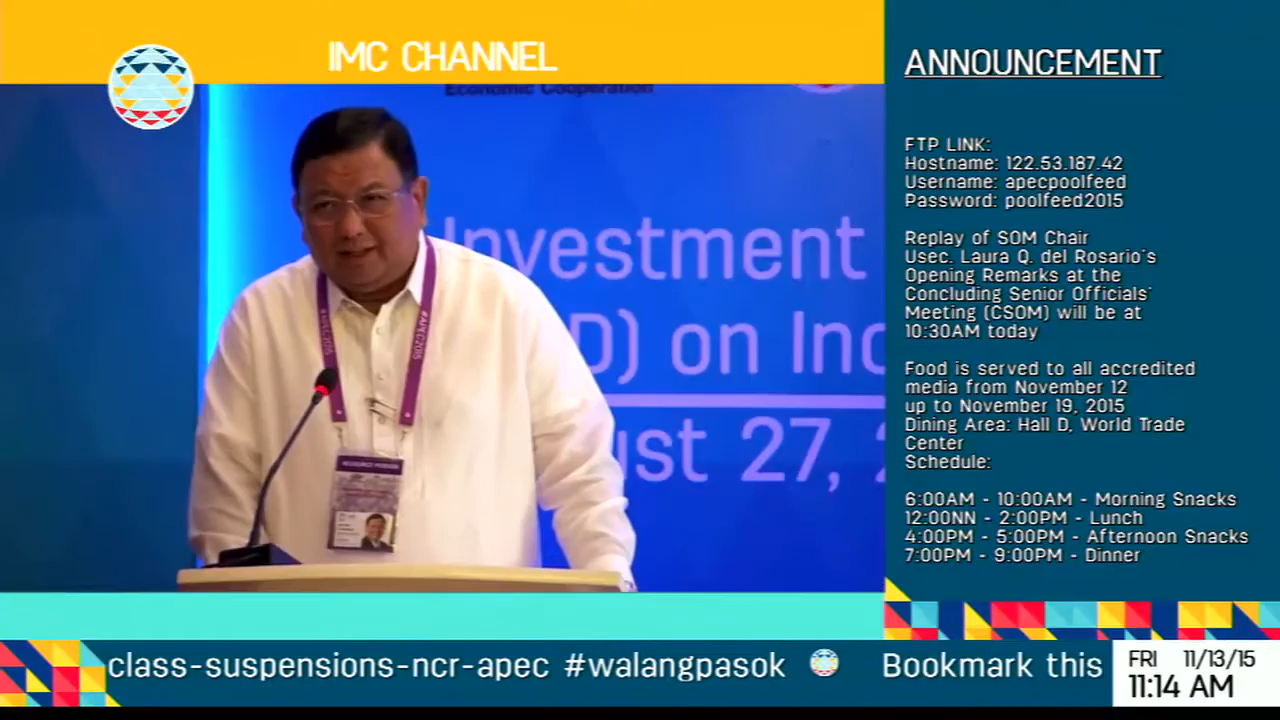 IMC CHANNEL
Economic Cooperation
Investment
D) on Inc
ust 27, 2
#APEC2015
#APEC2015
RESOURCE PERSON
ANNOUNCEMENT
FTP LINK:
Hostname: 122.53.187.42
Username: apecpoolfeed
Password: poolfeed2015
Replay of SOM Chair
Usec. Laura Q. del Rosario's
Opening Remarks at the
Concluding Senior Officials'
Meeting (CSOM) will be at
10:30AM today
Food is served to all accredited
media from November 12
up to November 19, 2015
Dining Area: Hall D, World Trade
Center
Schedule:
6:00AM - 10:00AM - Morning Snacks
12:00NN - 2:00PM - Lunch
4:00PM - 5:00PM - Afternoon Snacks
7:00PM - 9:00PM - Dinner
class-suspensions-ncr-apec #walangpasok Bookmark this
FRI 11/13/15
11:14 AM